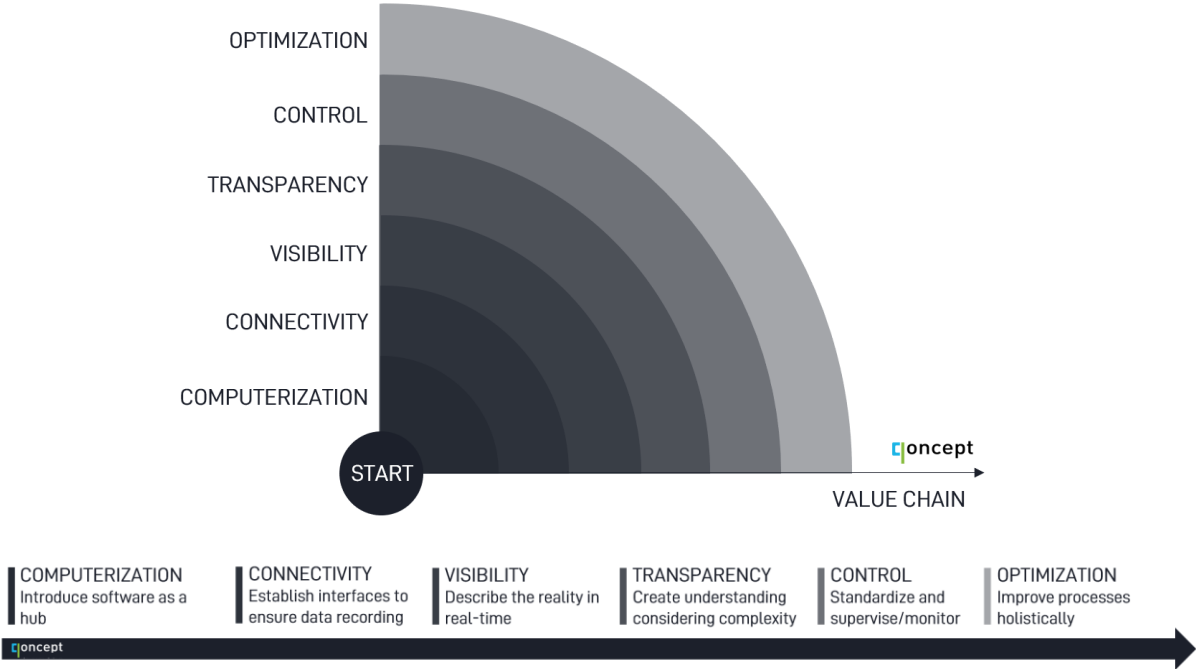 OPTIMIZATION
CONTROL
TRANSPARENCY
VISIBILITY
CONNECTIVITY
COMPUTERIZATION
START
qoncept
VALUE CHAIN
COMPUTERIZATION
Introduce software as a
hub
CONNECTIVITY
Establish interfaces to
ensure data recording
VISIBILITY
Describe the reality in
real-time
TRANSPARENCY
Create understanding
considering complexity
CONTROL
Standardize and
supervise/monitor
OPTIMIZATION
Improve processes
holistically
qoncept